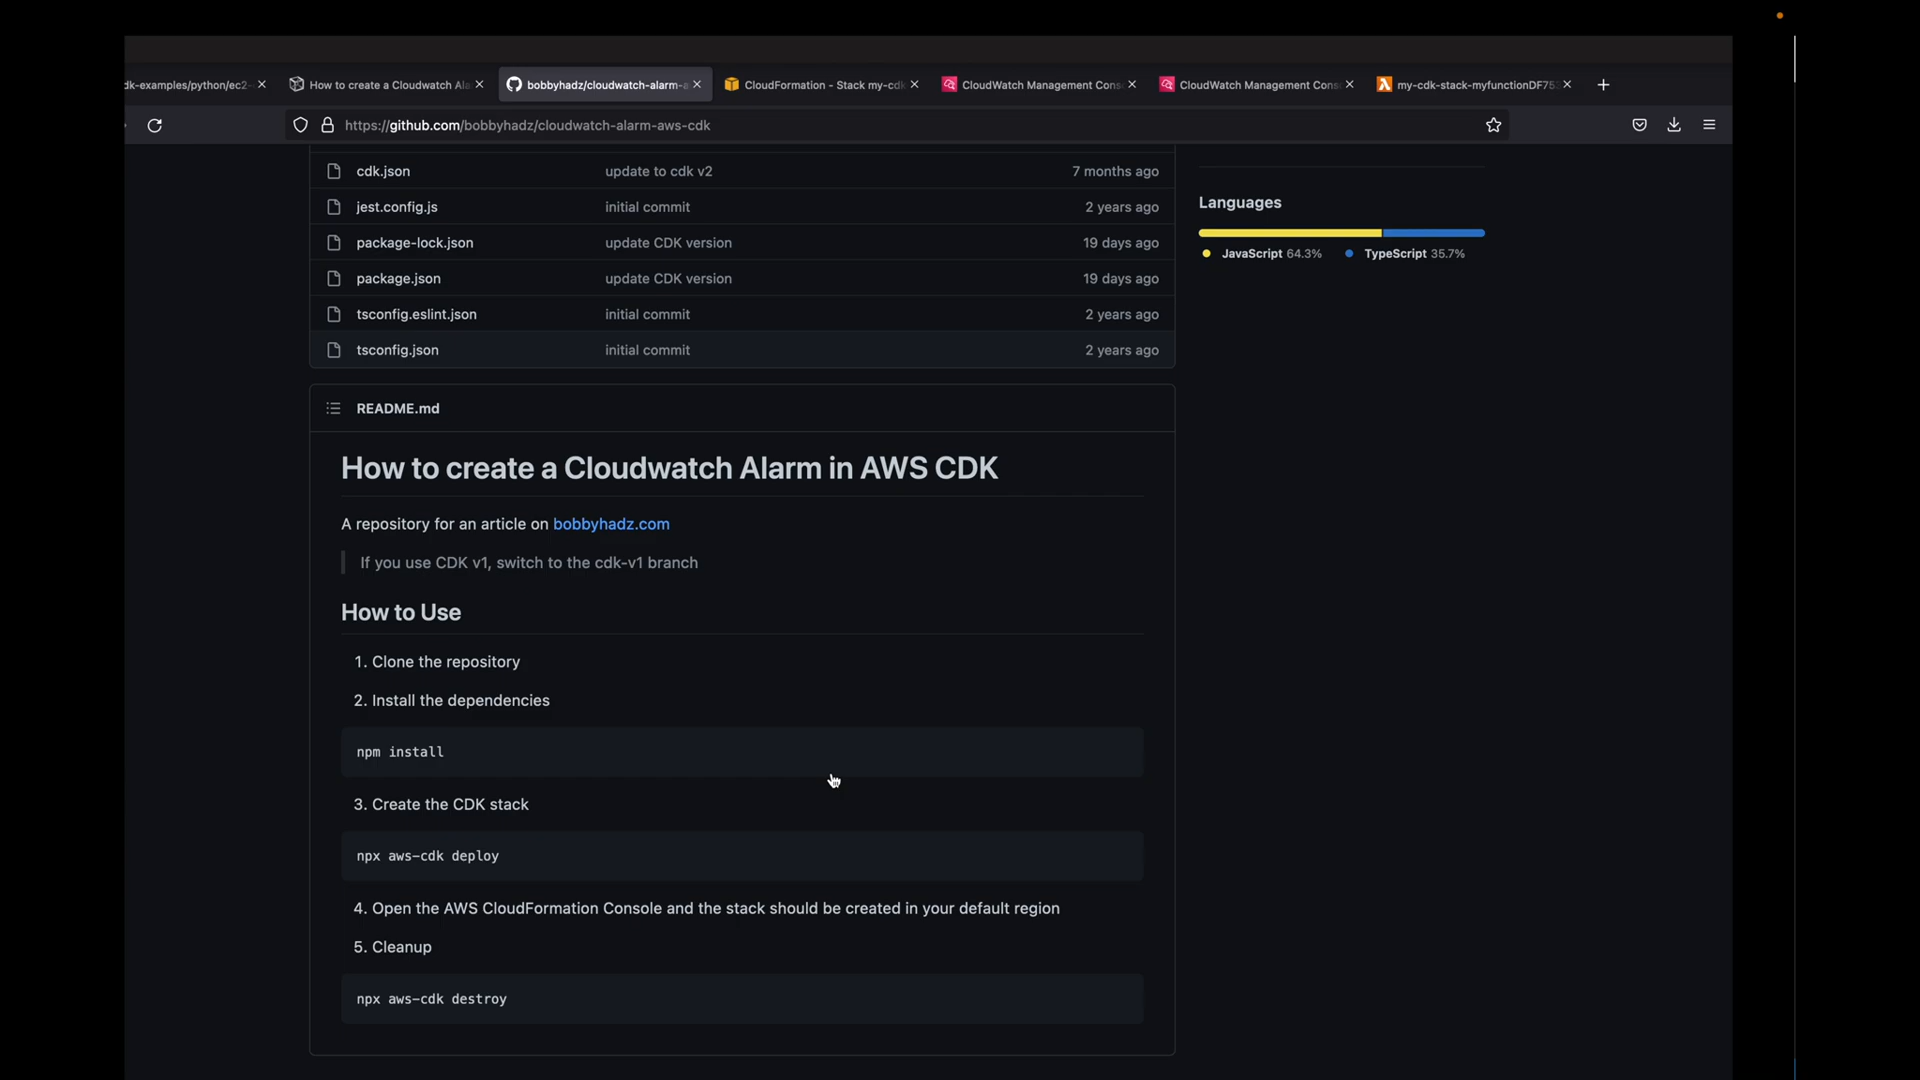 dk-examples/python/ec2-
How to create a Cloudwatch Ala
bobbyhadz/cloudwatch-alarm-a
CloudFormation - Stack my-cdk
CloudWatch Management Cons
CloudWatch Management Cons
my-cdk-stack-myfunctionDF753
https://github.com/bobbyhadz/cloudwatch-alarm-aws-cdk
cdk.json update to cdk v2 7 months ago
jest.config.js initial commit 2 years ago
package-lock.json update CDK version 19 days ago
package.json update CDK version 19 days ago
tsconfig.eslint.json initial commit 2 years ago
tsconfig.json initial commit 2 years ago
Languages
JavaScript 64.3% TypeScript 35.7%
README.md
How to create a Cloudwatch Alarm in AWS CDK
A repository for an article on bobbyhadz.com
If you use CDK v1, switch to the cdk-v1 branch
How to Use
1. Clone the repository
2. Install the dependencies
npm install
3. Create the CDK stack
npx aws-cdk deploy
4. Open the AWS CloudFormation Console and the stack should be created in your default region
5. Cleanup
npx aws-cdk destroy